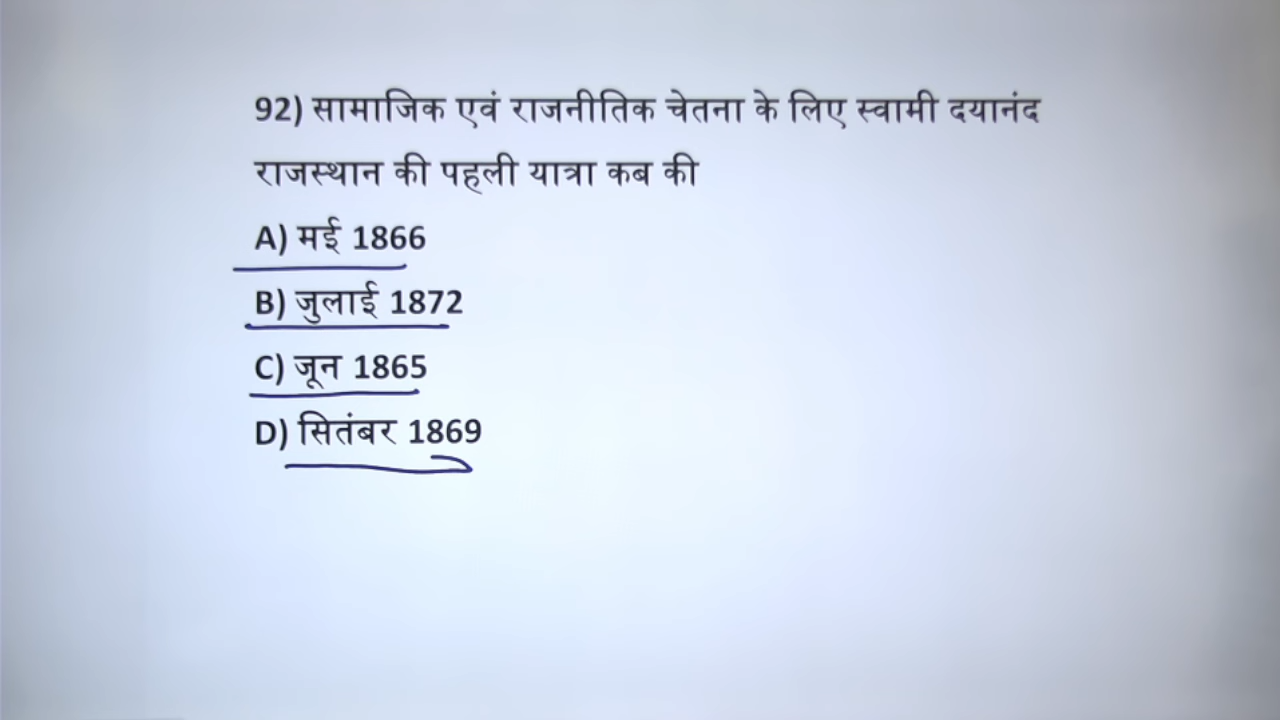 92) सामाजिक एवं राजनीतिक चेतना के लिए स्वामी दयानंद
राजस्थान की पहली यात्रा कब की
A) मई 1866
B) जुलाई 1872
C) जून 1865
D) सितंबर 1869